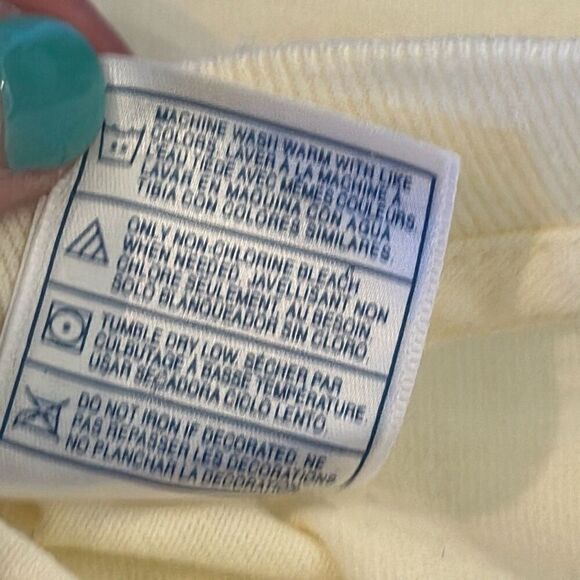 MACHINE WASH WARM WITH LIKE
COLORS. LAVER A LA MACHINE A
L'EAU TIEDE AVEC MEMES COULEURS.
LAVAR EN MAQUINA CON AGUA
TIBIA CON COLORES SIMILARES
ONLY NON-CHLORINE BLEACH
WHEN NEEDED. JAVELLISANT NON
CHLORE SEULEMENT, AU BESOIN
SOLO BLANQUEADOR SIN CLORO
TUMBLE DRY LOW. SECHER PAR
CULBUTAGE A BASSE TEMPERATURE
USAR SECADORA CICLO LENTO
DO NOT IRON IF DECORATED. NE
PAS REPASSER LES DECORATIONS
NO PLANCHAR LA DECORATION